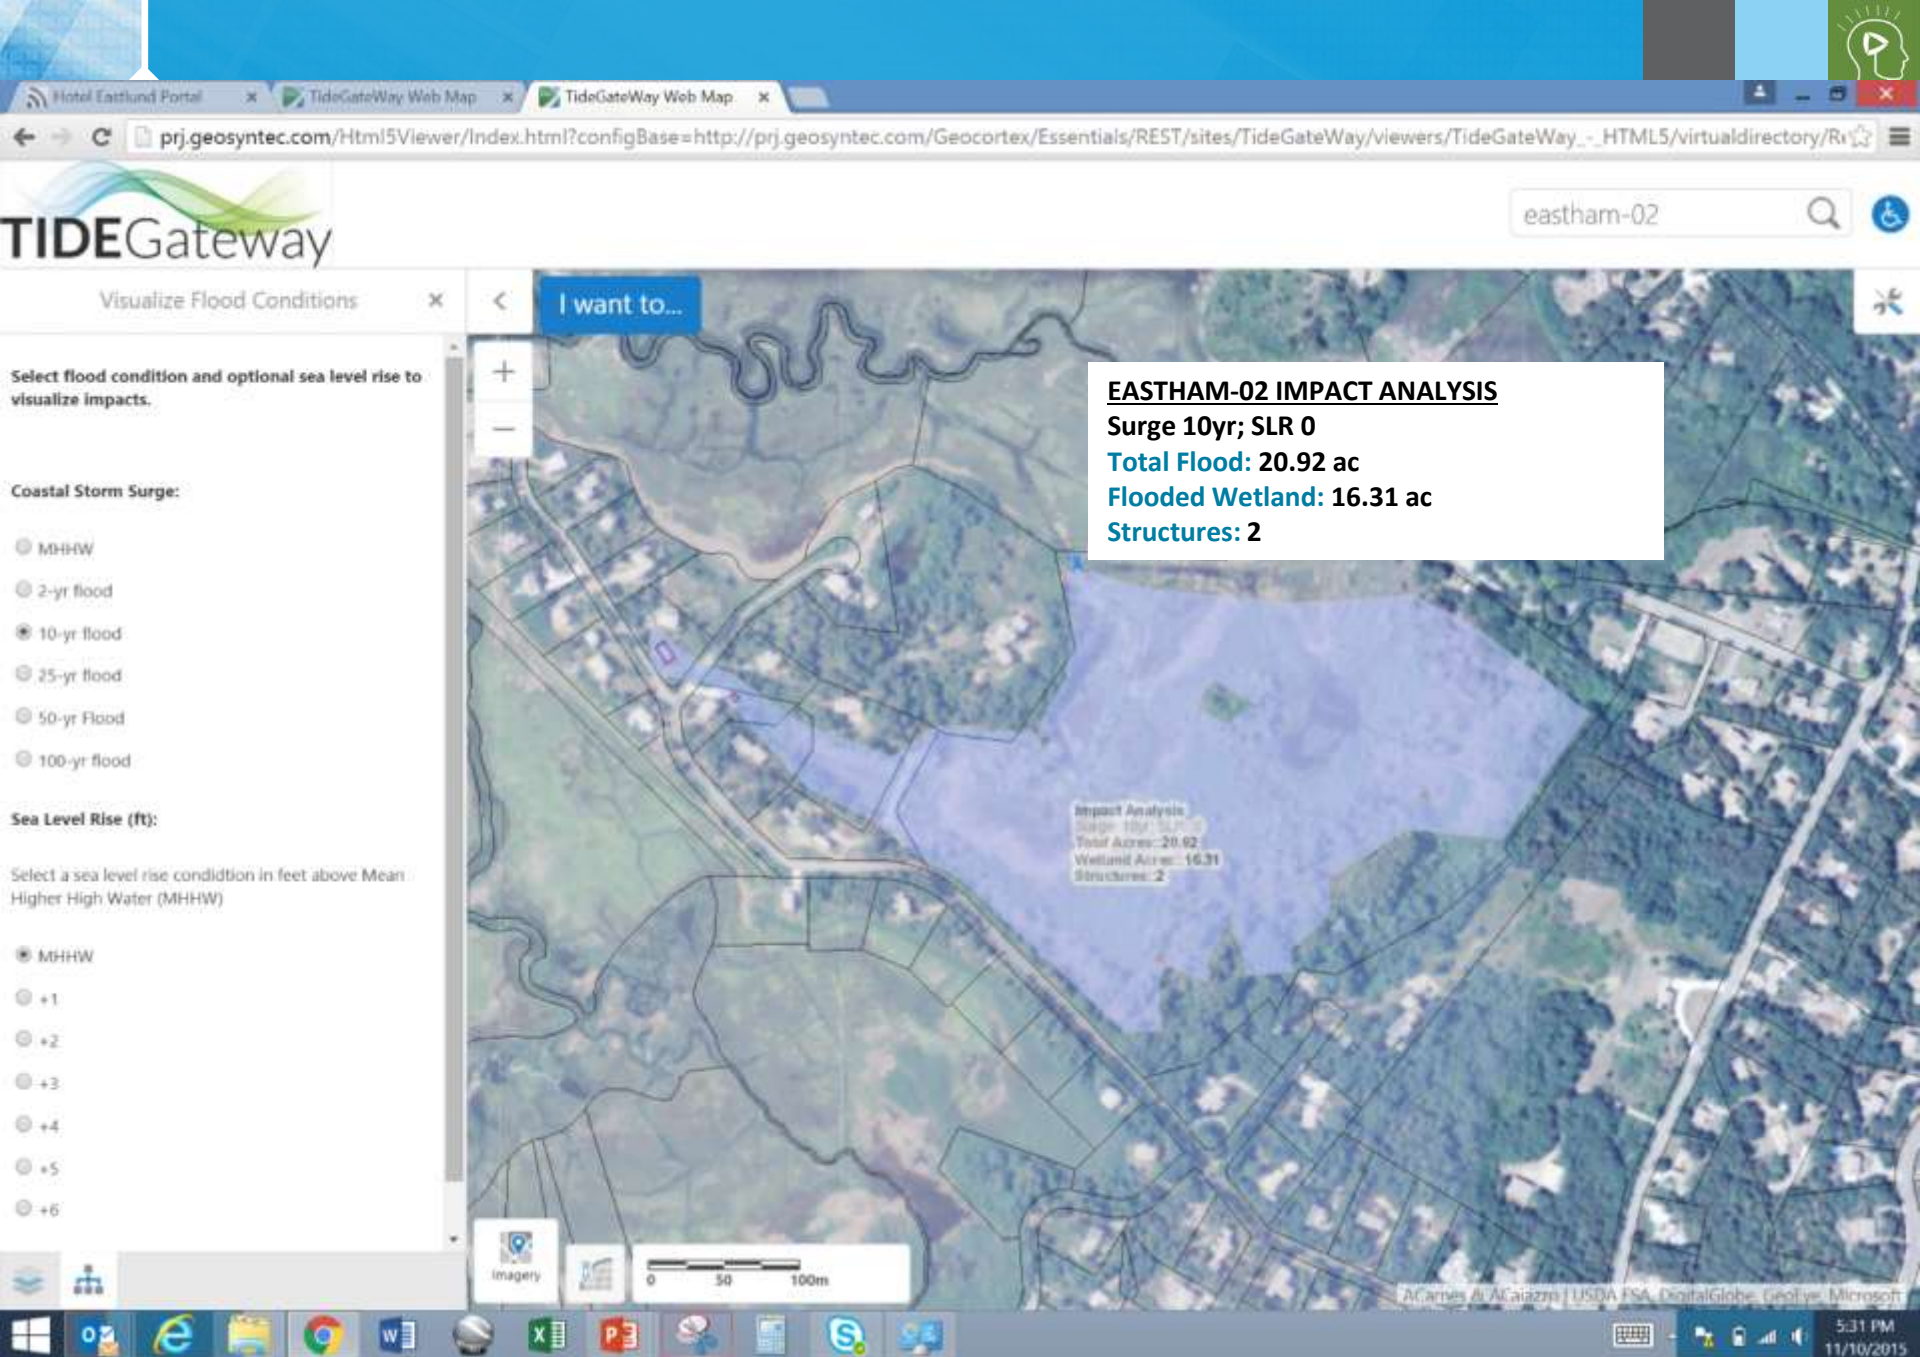 Hotel Eastlund Portal
TideGateWay Web Map
TideGateWay Web Map
prj.geosyntec.com/Html5Viewer/Index.html?configBase=http://prj.geosyntec.com/Geocortex/Essentials/REST/sites/TideGateWay/viewers/TideGateWay_-_HTML5/virtualdirectory/R
TIDEGateway
eastham-02
Visualize Flood Conditions
I want to...
Select flood condition and optional sea level rise to
visualize impacts.
EASTHAM-02 IMPACT ANALYSIS
Surge 10yr; SLR 0
Total Flood: 20.92 ac
Flooded Wetland: 16.31 ac
Structures: 2
Coastal Storm Surge:
MHHW
2-yr flood
10-yr flood
25-yr flood
50-yr Flood
100-yr flood
Sea Level Rise (ft):
Select a sea level rise condidtion in feet above Mean
Higher High Water (MHHW)
MHHW
+1
+2
+3
+4
+5
+6
Impact Analysis
Total Acres: 20.92
Wetland Acres: 16.31
Structures: 2
Imagery
0 50 100m
ACarnes & ACaiazzo | USDA FSA, DigitalGlobe, GeoEye, Microsoft
5:31 PM
11/10/2015